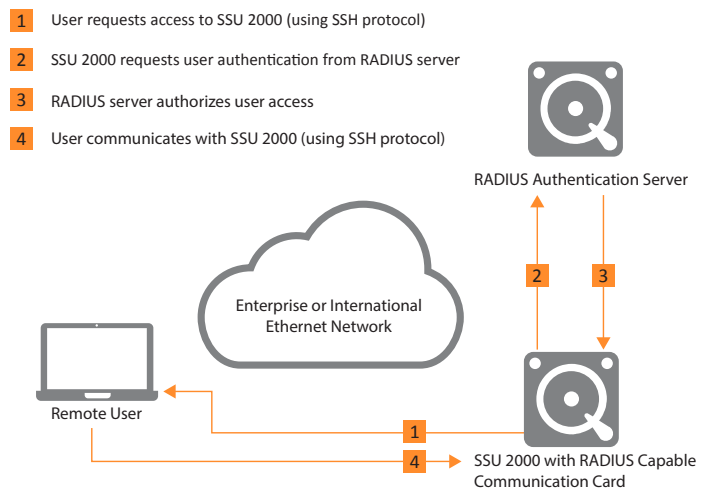 1 User requests access to SSU 2000 (using SSH protocol)
2 SSU 2000 requests user authentication from RADIUS server
3 RADIUS server authorizes user access
4 User communicates with SSU 2000 (using SSH protocol)
RADIUS Authentication Server
2 3
Enterprise or International
Ethernet Network
Remote User
1
4
SSU 2000 with RADIUS Capable
Communication Card